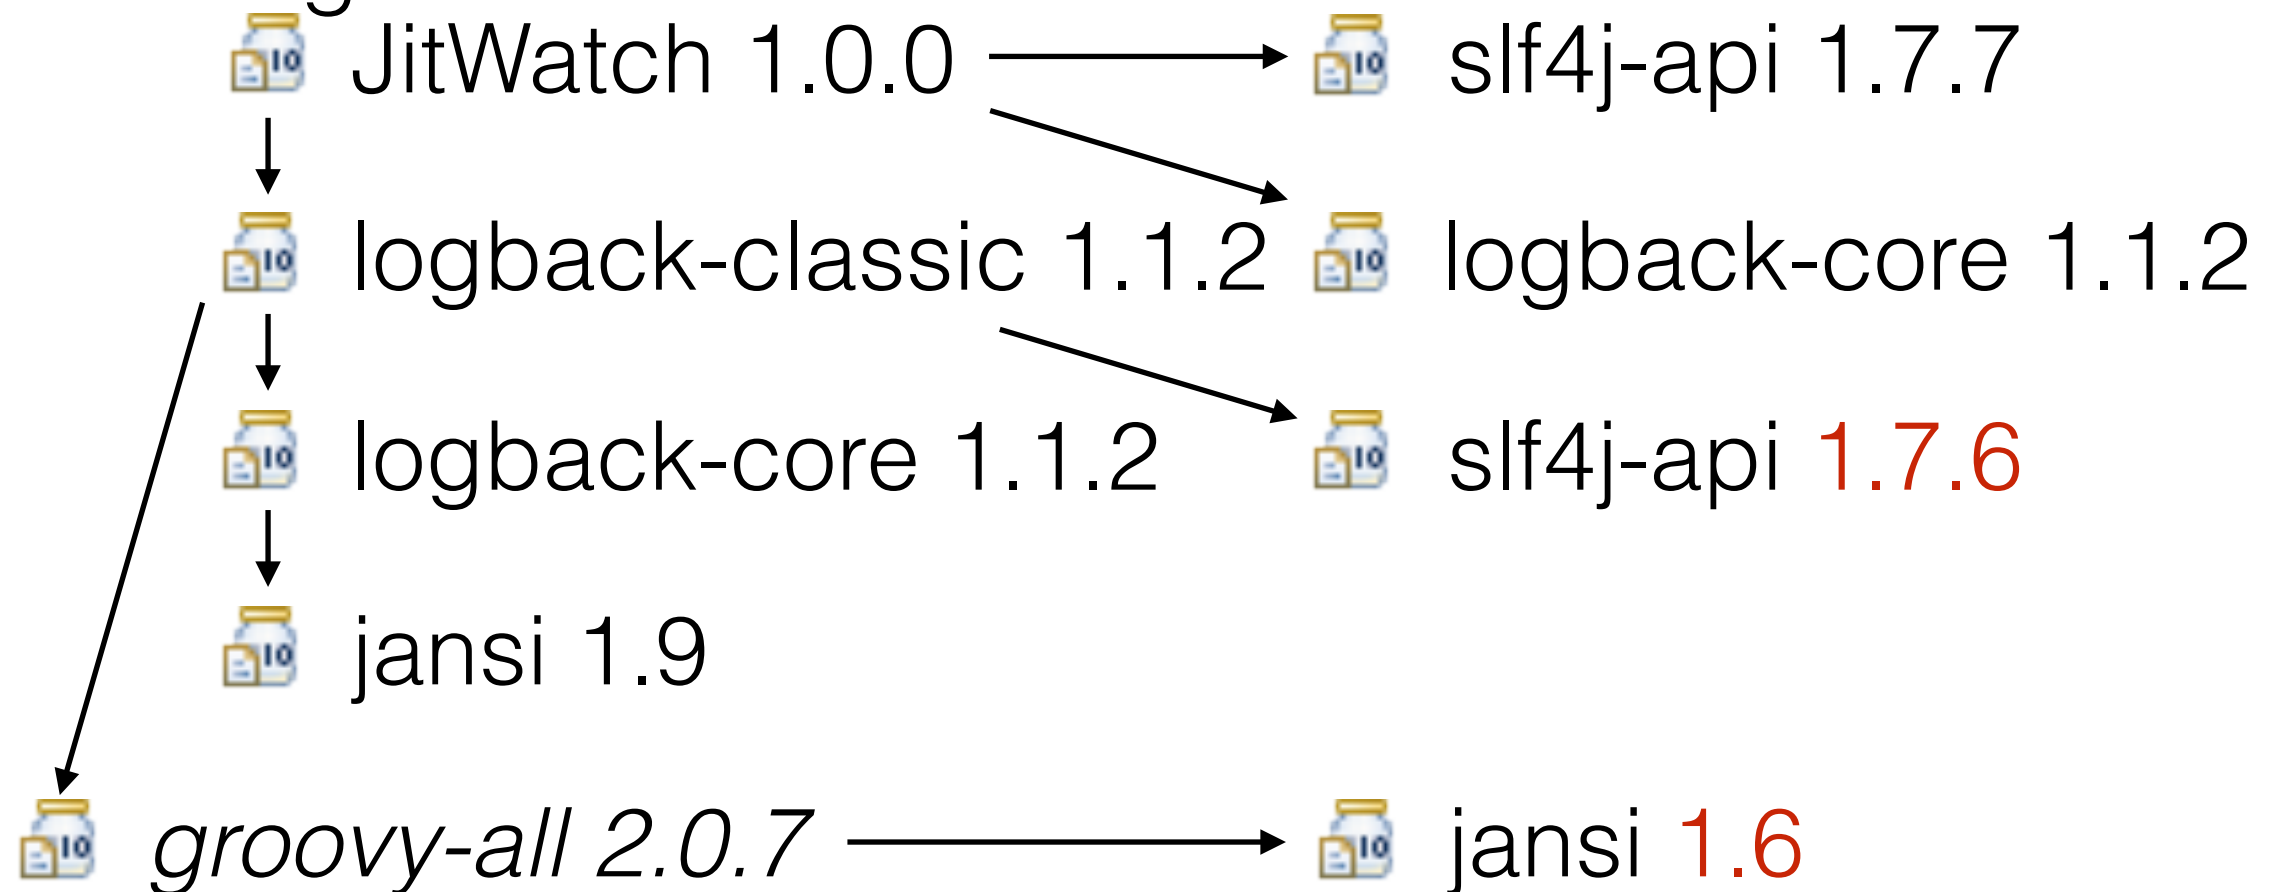 JitWatch 1.0.0 slf4j-api 1.7.7
logback-classic 1.1.2 logback-core 1.1.2
logback-core 1.1.2 slf4j-api 1.7.6
jansi 1.9
groovy-all 2.0.7 jansi 1.6